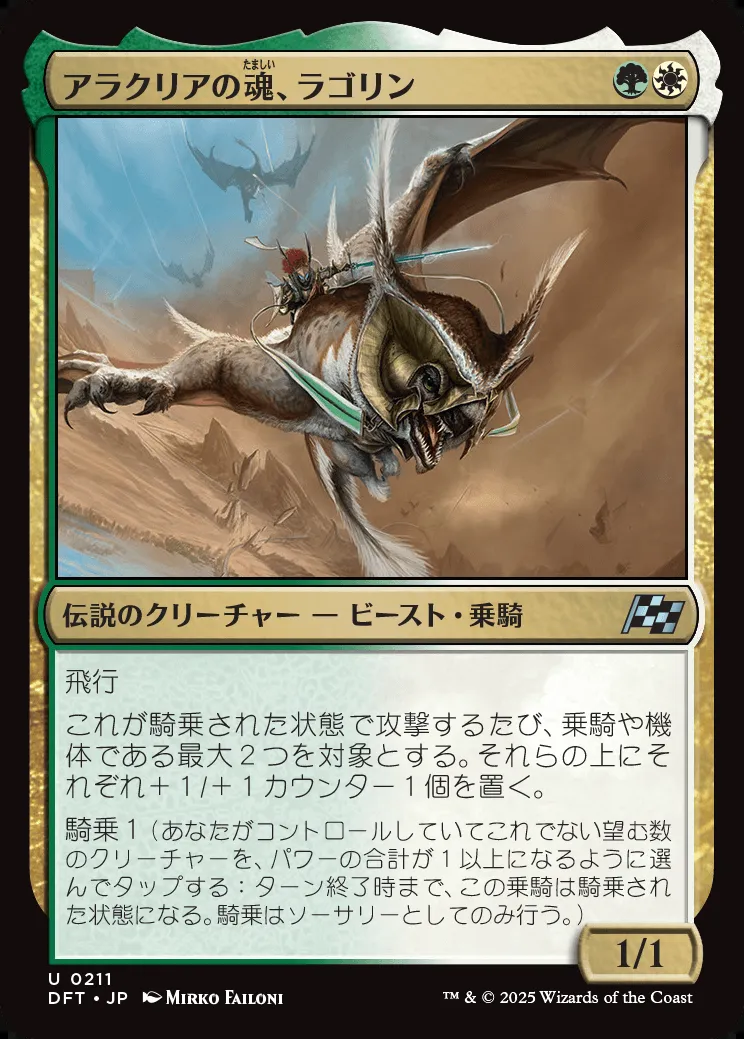 アラクリアの魂、ラゴリン
たましい
伝説のクリーチャー — ビースト・乗騎
飛行
これが騎乗された状態で攻撃するたび、乗騎や機
体である最大２つを対象とする。それらの上にそ
れぞれ＋１/＋１カウンター１個を置く。
騎乗１（あなたがコントロールしていてこれでない望む数
のクリーチャーを、パワーの合計が１以上になるように選
んでタップする：ターン終了時まで、この乗騎は騎乗され
た状態になる。騎乗はソーサリーとしてのみ行う。）
1/1
U 0211
DFT • JP Mirko Failoni
™ & © 2025 Wizards of the Coast